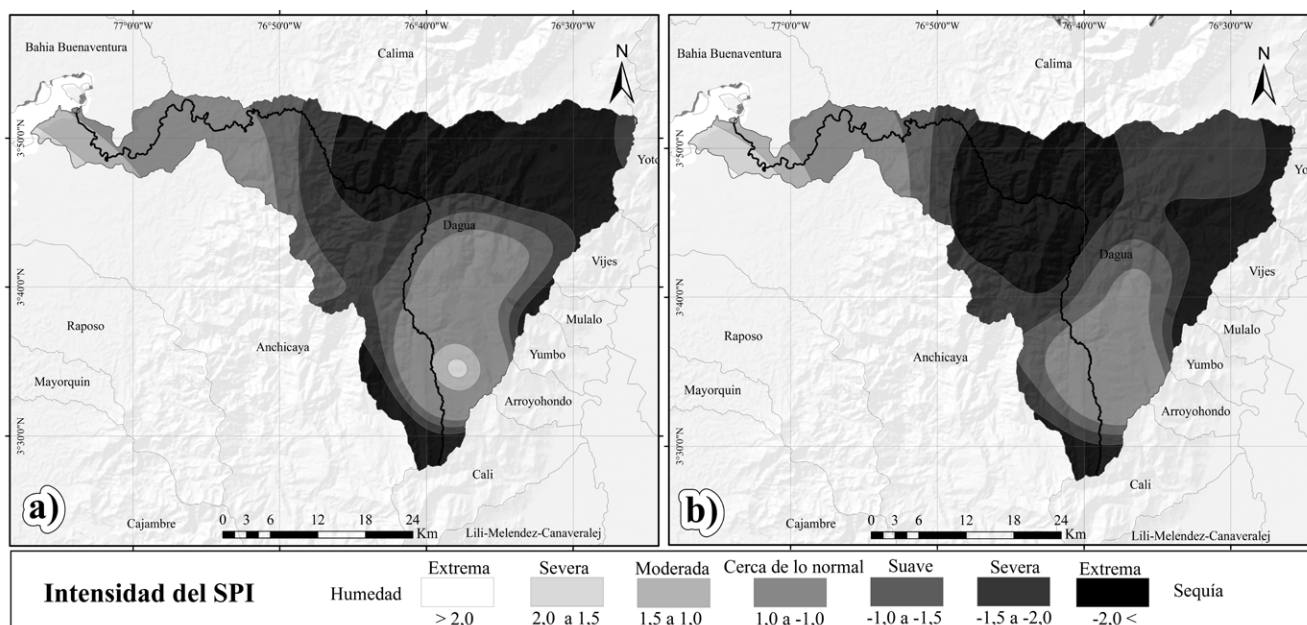 77°0'0"W 76°50'0"W 76°40'0"W 76°30'0"W
Bahia Buenaventura
Calima
N
3°50'0"N
Yoto
Dagua
3°40'0"N
Vijes
Raposo
Mulalo
Anchicaya
Yumbo
Mayorquin
Arroyohondo
3°30'0"N
Cali
a)
Cajambre
0 3 6 12 18 24
Km
Lili-Melendez-Canaveralej
77°0'0"W 76°50'0"W 76°40'0"W 76°30'0"W
Bahia Buenaventura
Calima
N
3°50'0"N
Yo
Dagua
3°40'0"N
Vijes
Raposo
Mulalo
Anchicaya
Yumbo
Mayorquin
Arroyohondo
3°30'0"N
Cali
b)
Cajambre
0 3 6 12 18 24
Km
Lili-Melendez-Canaveralej
Intensidad del SPI
Humedad
Extrema Severa Moderada Cerca de lo normal Suave Severa Extrema
Sequía
> 2,0 2,0 a 1,5 1,5 a 1,0 1,0 a -1,0 -1,0 a -1,5 -1,5 a -2,0 -2,0 <